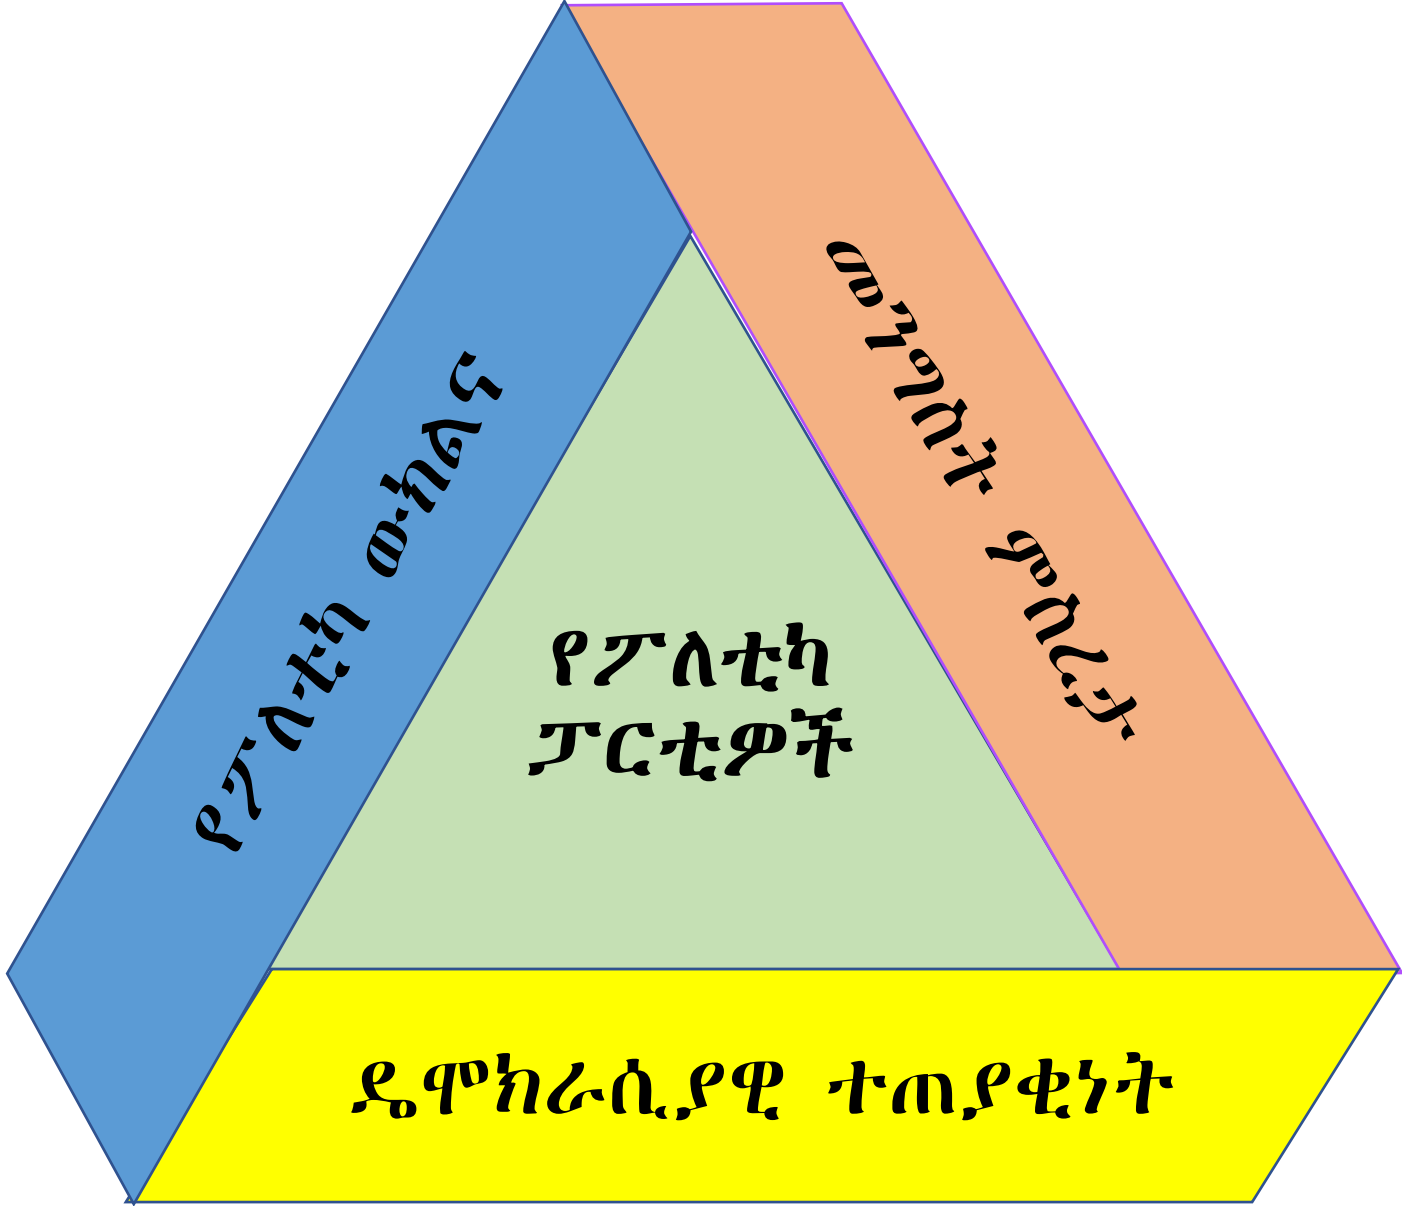 የፖለቲካ ውክልና
መንግስት ምስረታ
የፖለቲካ
ፓርቲዎች
ዴሞክራሲያዊ ተጠያቂነት